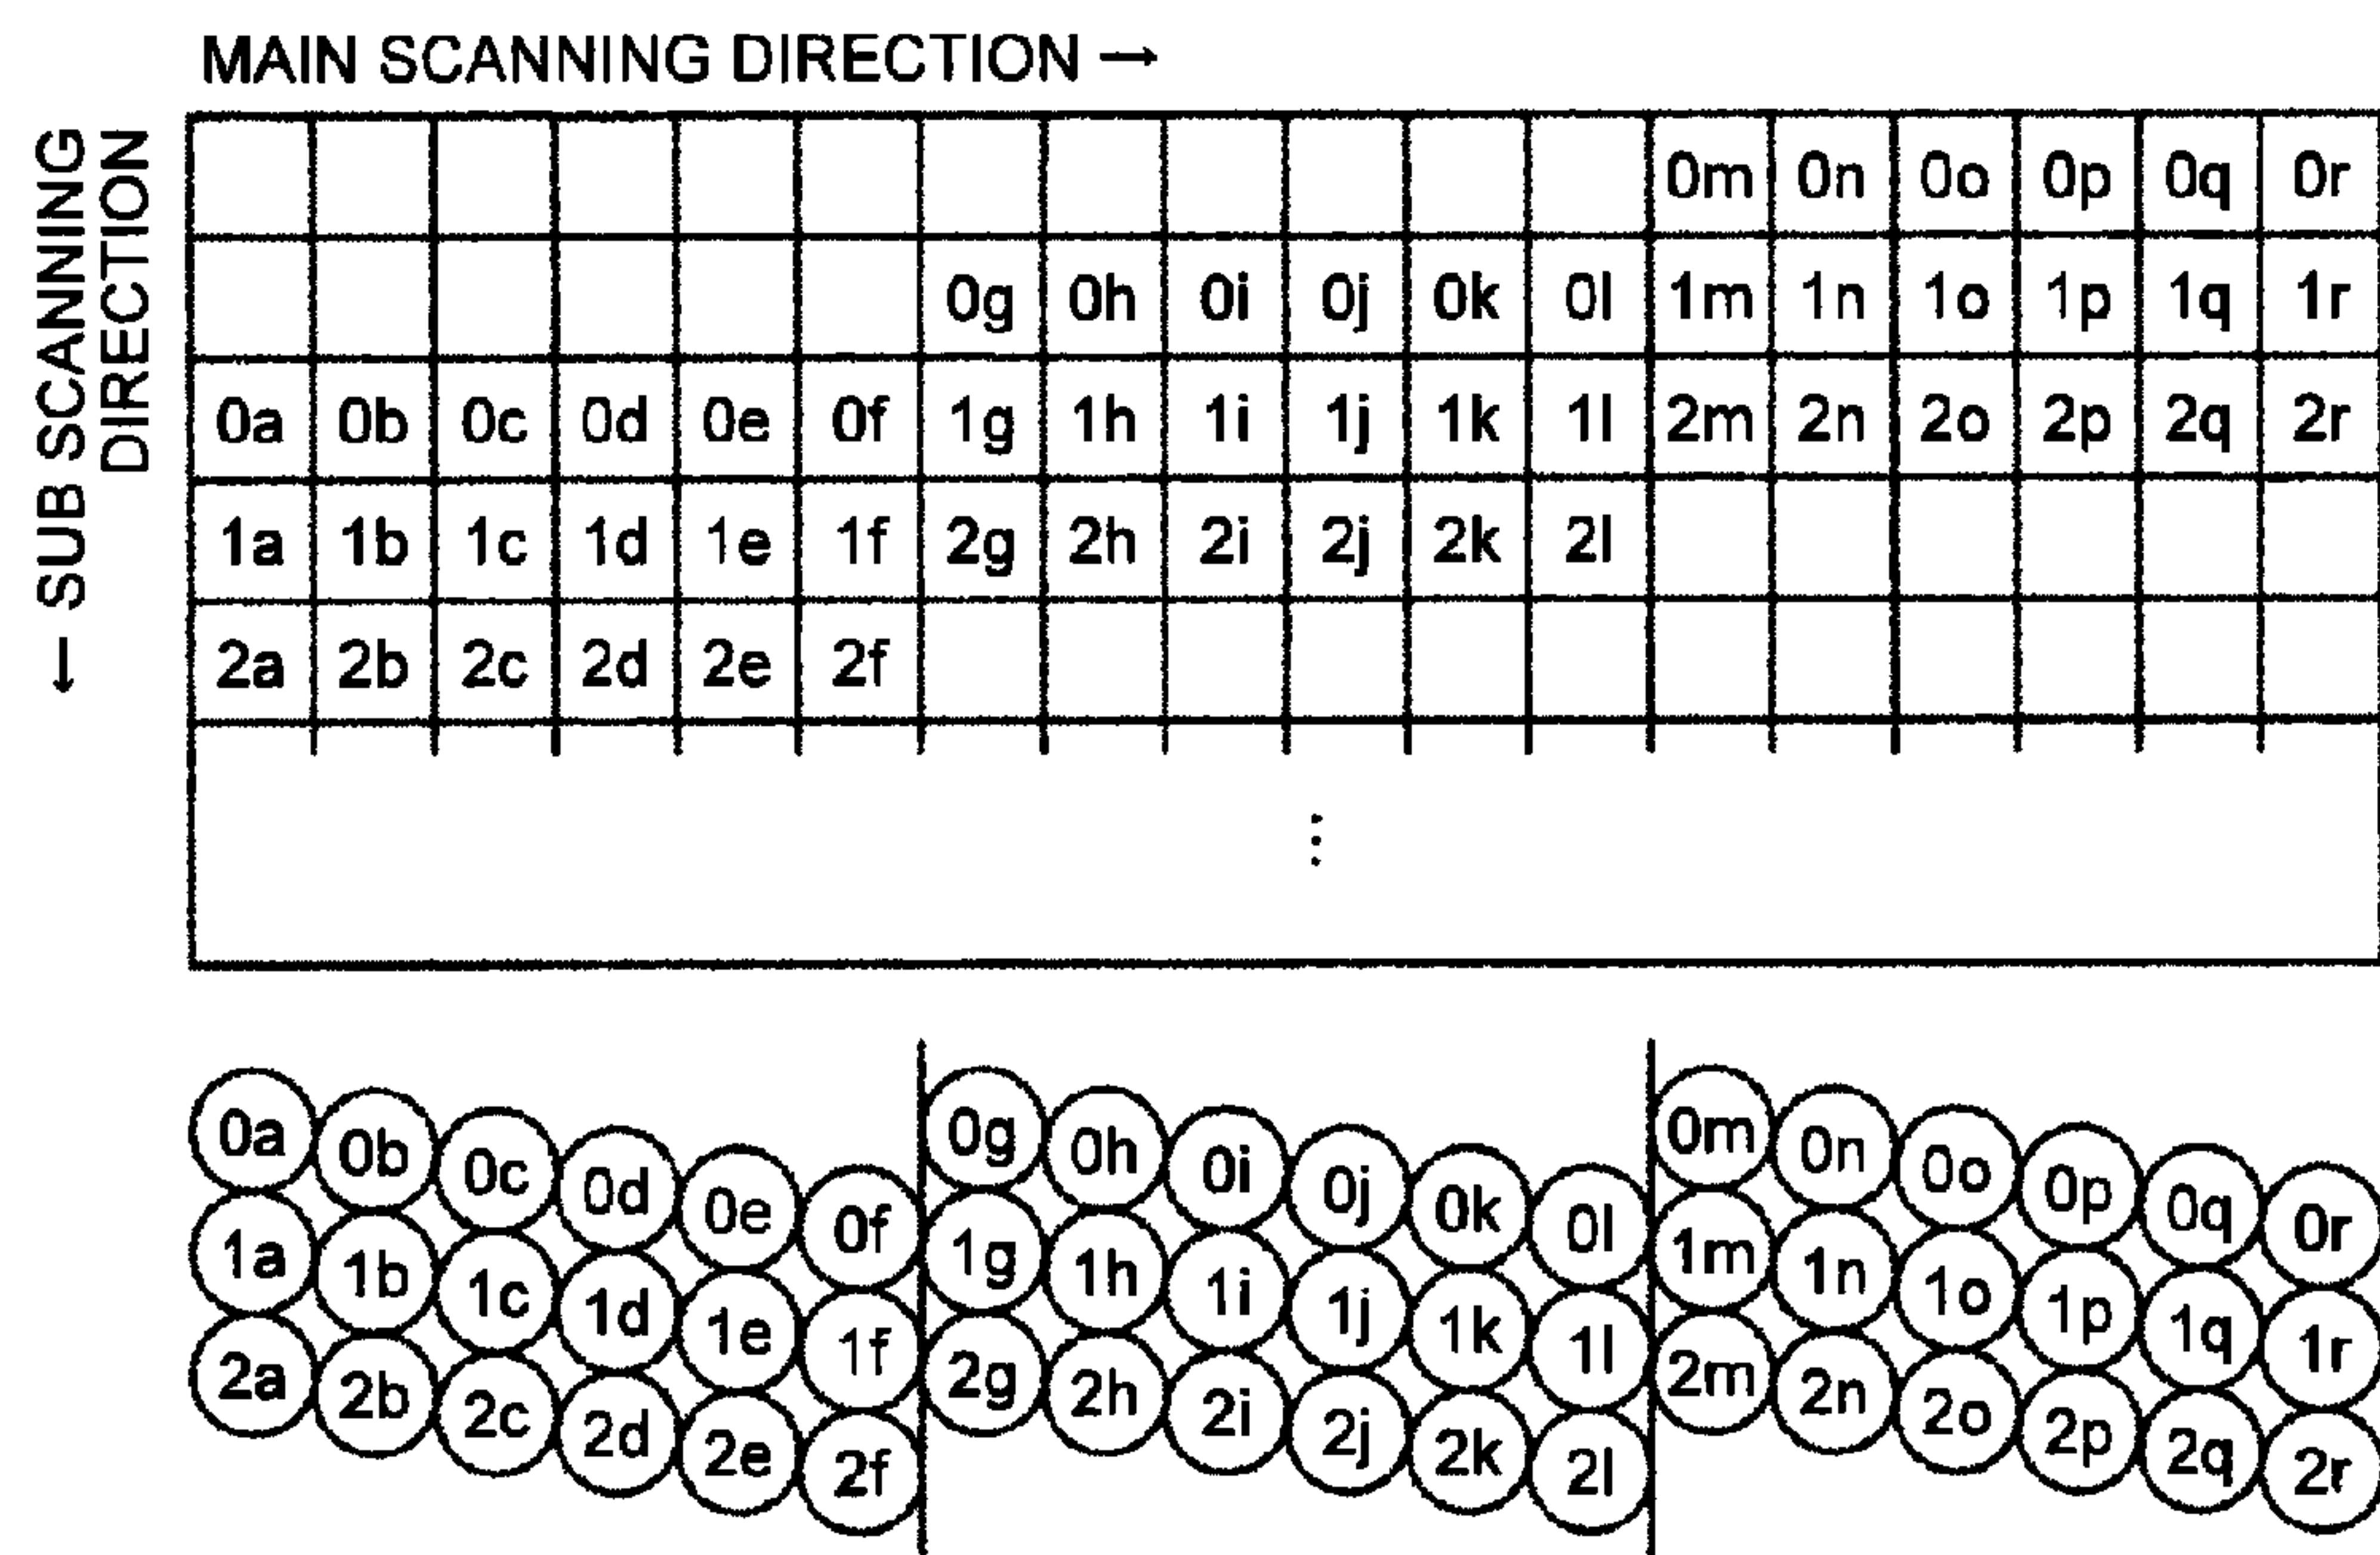 MAIN SCANNING DIRECTION →
← SUB SCANNING
DIRECTION
0m 0n 0o 0p 0q 0r
0g 0h 0i 0j 0k 0l 1m 1n 1o 1p 1q 1r
0a 0b 0c 0d 0e 0f 1g 1h 1i 1j 1k 1l 2m 2n 2o 2p 2q 2r
1a 1b 1c 1d 1e 1f 2g 2h 2i 2j 2k 2l
2a 2b 2c 2d 2e 2f
⋮
0a 0b 0c 0d 0e 0f 0g 0h 0i 0j 0k 0l 0m 0n 0o 0p 0q 0r
1a 1b 1c 1d 1e 1f 1g 1h 1i 1j 1k 1l 1m 1n 1o 1p 1q 1r
2a 2b 2c 2d 2e 2f 2g 2h 2i 2j 2k 2l 2m 2n 2o 2p 2q 2r